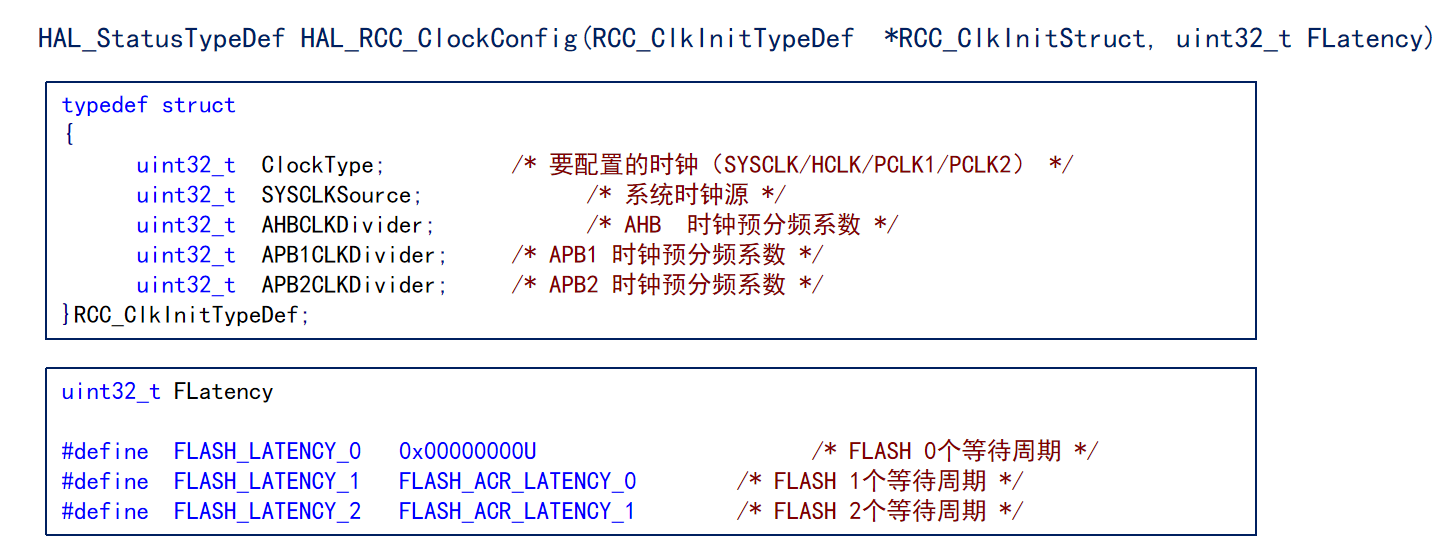 HAL_StatusTypeDef HAL_RCC_ClockConfig(RCC_ClkInitTypeDef *RCC_ClkInitStruct, uint32_t FLatency)
typedef struct
{
uint32_t ClockType; /* 要配置的时钟（SYSCLK/HCLK/PCLK1/PCLK2） */
uint32_t SYSCLKSource; /* 系统时钟源 */
uint32_t AHBCLKDivider; /* AHB 时钟预分频系数 */
uint32_t APB1CLKDivider; /* APB1 时钟预分频系数 */
uint32_t APB2CLKDivider; /* APB2 时钟预分频系数 */
}RCC_ClkInitTypeDef;
uint32_t FLatency
#define FLASH_LATENCY_0 0x00000000U /* FLASH 0个等待周期 */
#define FLASH_LATENCY_1 FLASH_ACR_LATENCY_0 /* FLASH 1个等待周期 */
#define FLASH_LATENCY_2 FLASH_ACR_LATENCY_1 /* FLASH 2个等待周期 */